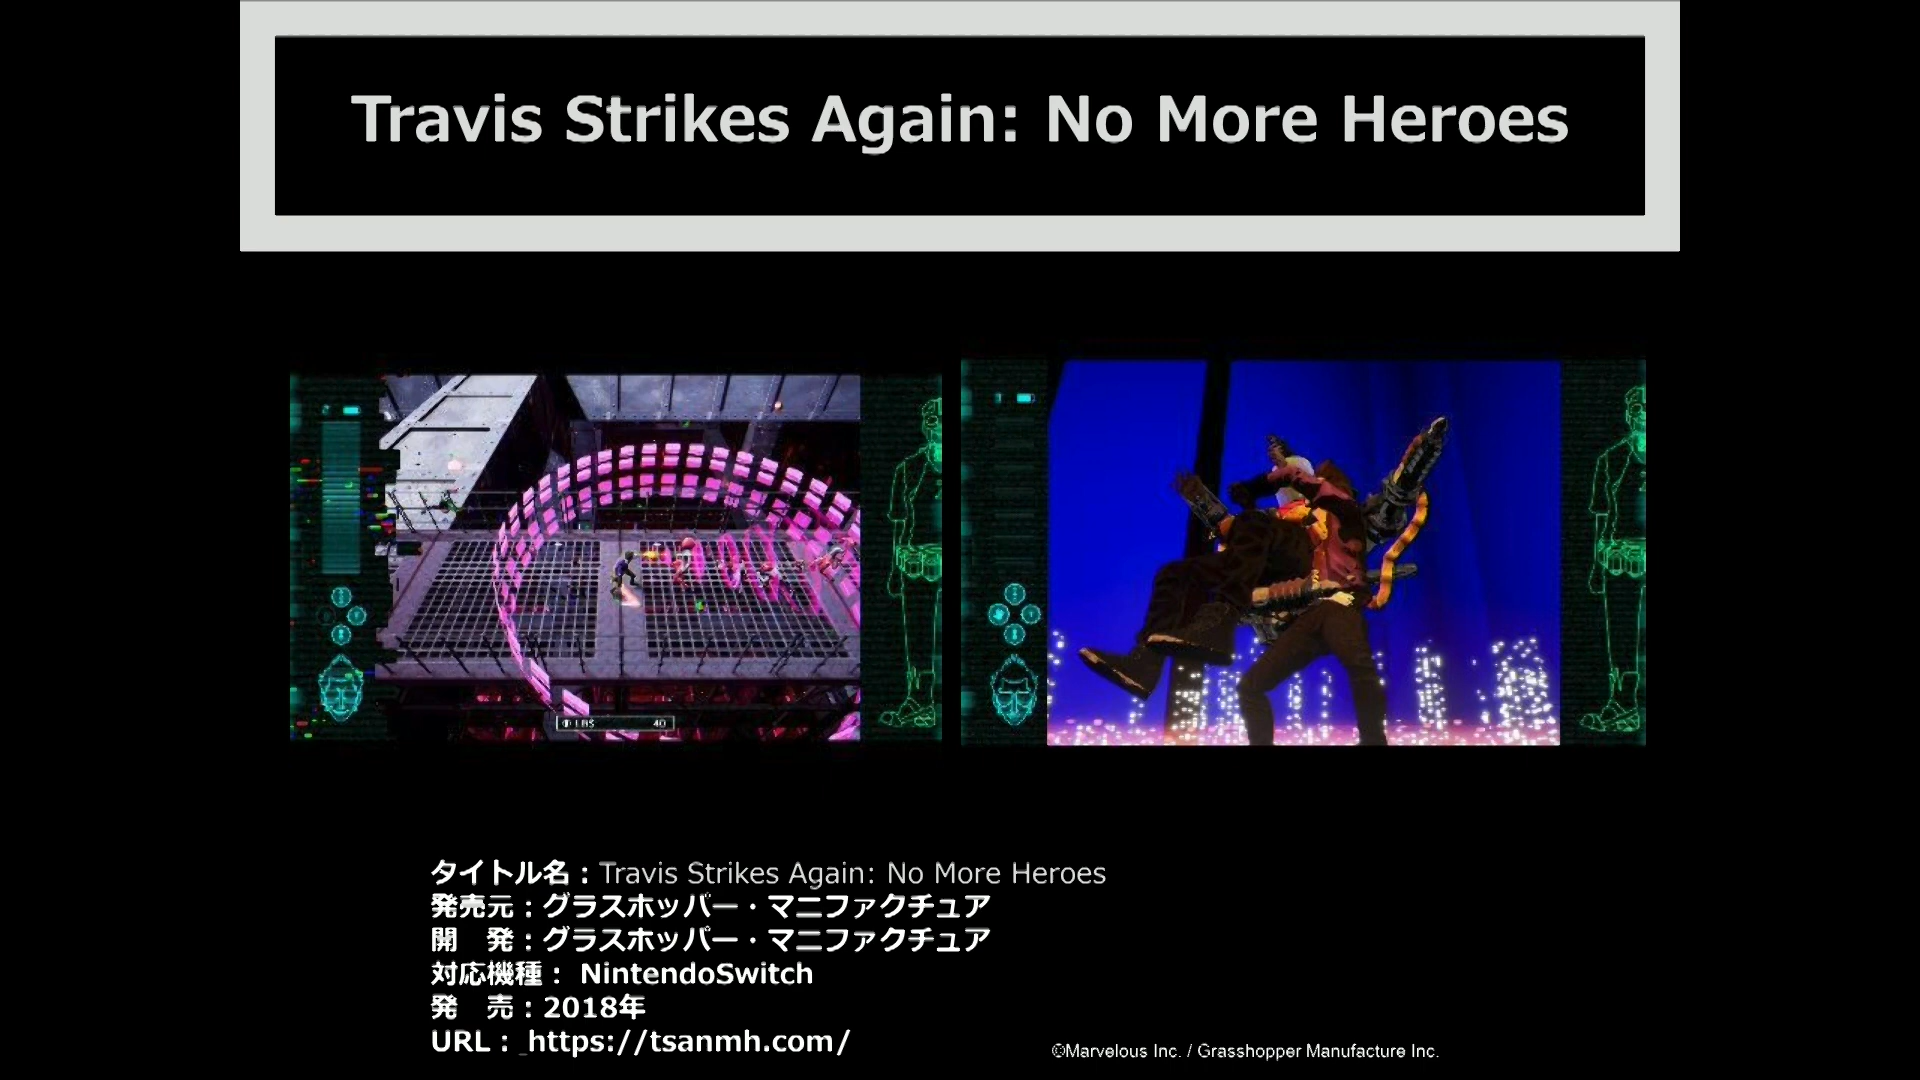 Travis Strikes Again: No More Heroes
LBS 40
タイトル名：Travis Strikes Again: No More Heroes
発売元：グラスホッパー・マニファクチュア
開　発：グラスホッパー・マニファクチュア
対応機種： NintendoSwitch
発　売：2018年
URL： https://tsanmh.com/
©Marvelous Inc. / Grasshopper Manufacture Inc.